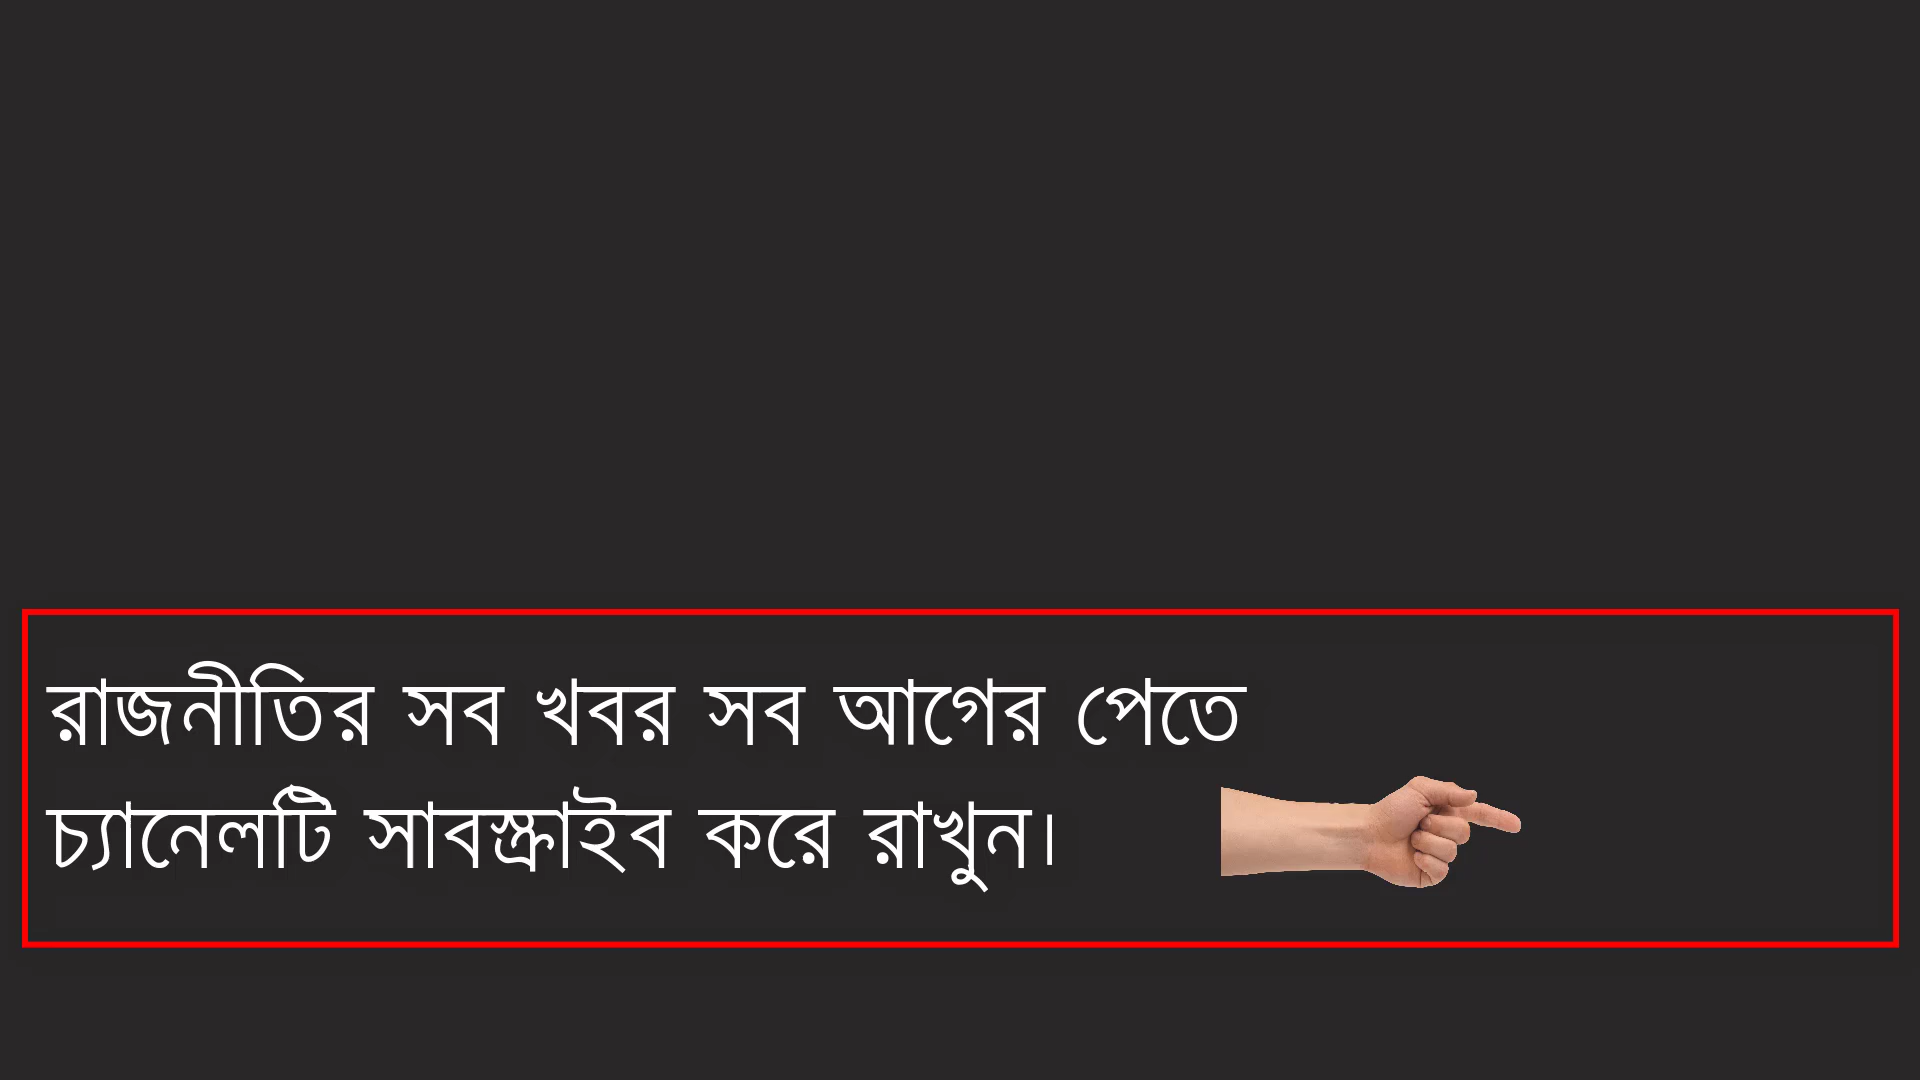 রাজনীতির সব খবর সব আগের পেতে
চ্যানেলটি সাবস্ক্রাইব করে রাখুন।